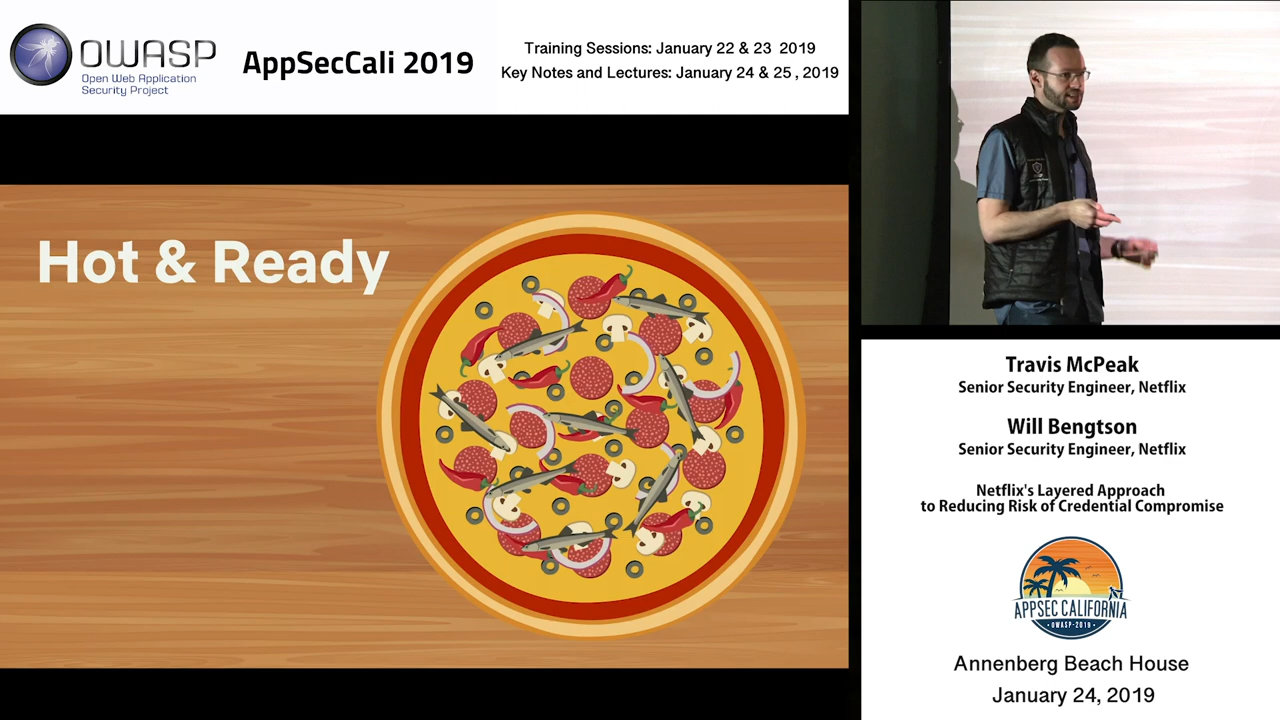 OWASP
Open Web Application
Security Project
AppSecCali 2019
Training Sessions: January 22 & 23 2019
Key Notes and Lectures: January 24 & 25 , 2019
Hot & Ready
Travis McPeak
Senior Security Engineer, Netflix
Will Bengtson
Senior Security Engineer, Netflix
Netflix's Layered Approach
to Reducing Risk of Credential Compromise
APPSEC CALIFORNIA
• OWASP-2019 •
Annenberg Beach House
January 24, 2019